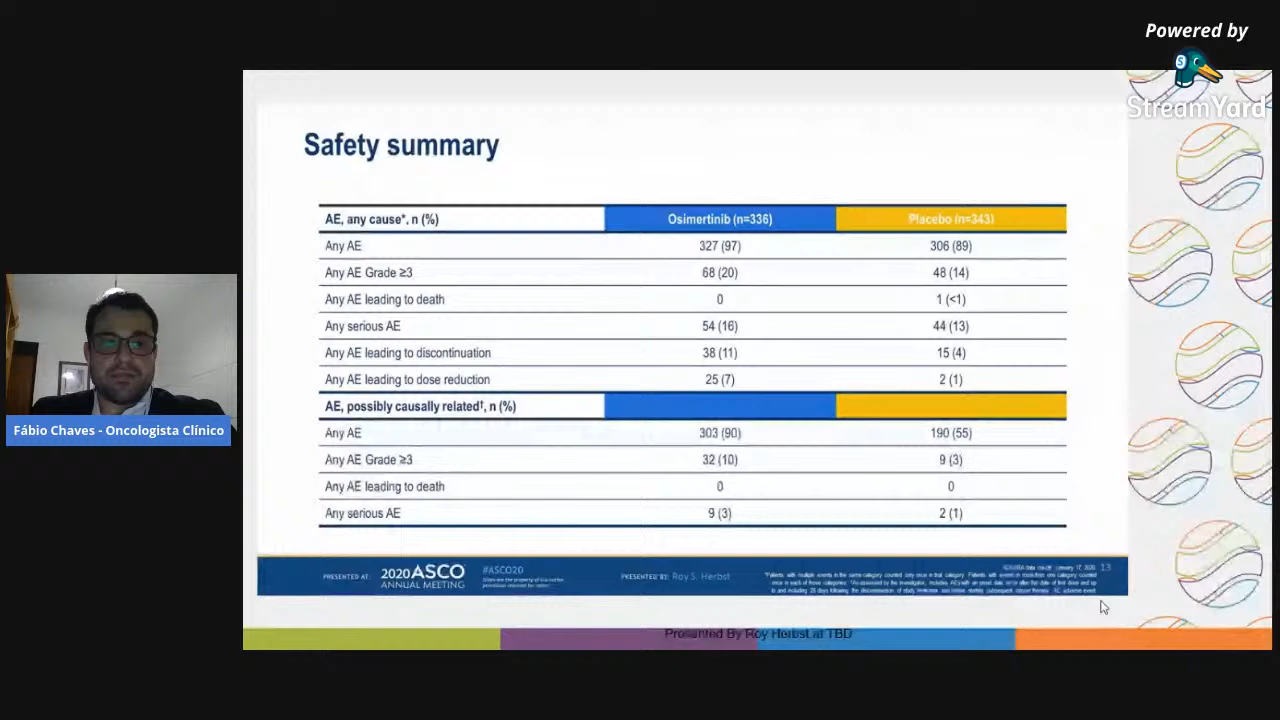 Powered by
StreamYard
Safety summary
AE, any cause*, n (%) Osimertinib (n=336) Placebo (n=343)
Any AE 327 (97) 306 (89)
Any AE Grade ≥3 68 (20) 48 (14)
Any AE leading to death 0 1 (<1)
Any serious AE 54 (16) 44 (13)
Any AE leading to discontinuation 38 (11) 15 (4)
Any AE leading to dose reduction 25 (7) 2 (1)
AE, possibly causally related†, n (%)
Any AE 303 (90) 190 (55)
Any AE Grade ≥3 32 (10) 9 (3)
Any AE leading to death 0 0
Any serious AE 9 (3) 2 (1)
Fábio Chaves - Oncologista Clínico
PRESENTED AT: 2020 ASCO
ANNUAL MEETING
#ASCO20
PRESENTED BY: Roy S. Herbst
January 17, 2020 13
Presented By Roy Herbst at TBD